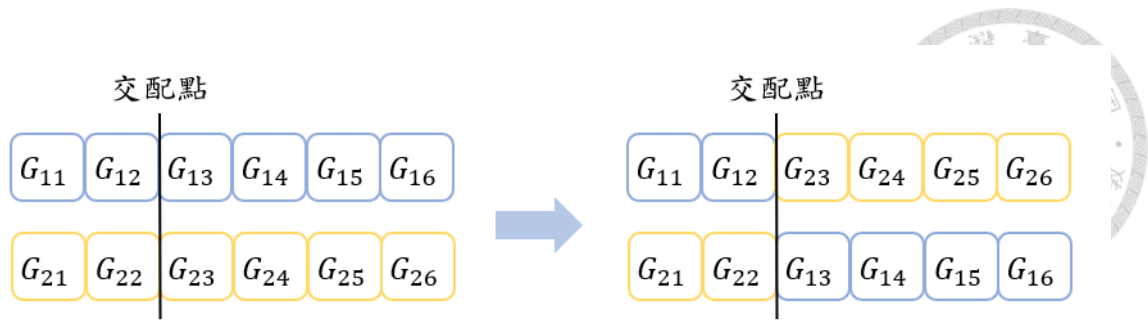 交配點
交配點
G₁₁ G₁₂ G₁₃ G₁₄ G₁₅ G₁₆
G₁₁ G₁₂ G₂₃ G₂₄ G₂₅ G₂₆
G₂₁ G₂₂ G₂₃ G₂₄ G₂₅ G₂₆
G₂₁ G₂₂ G₁₃ G₁₄ G₁₅ G₁₆